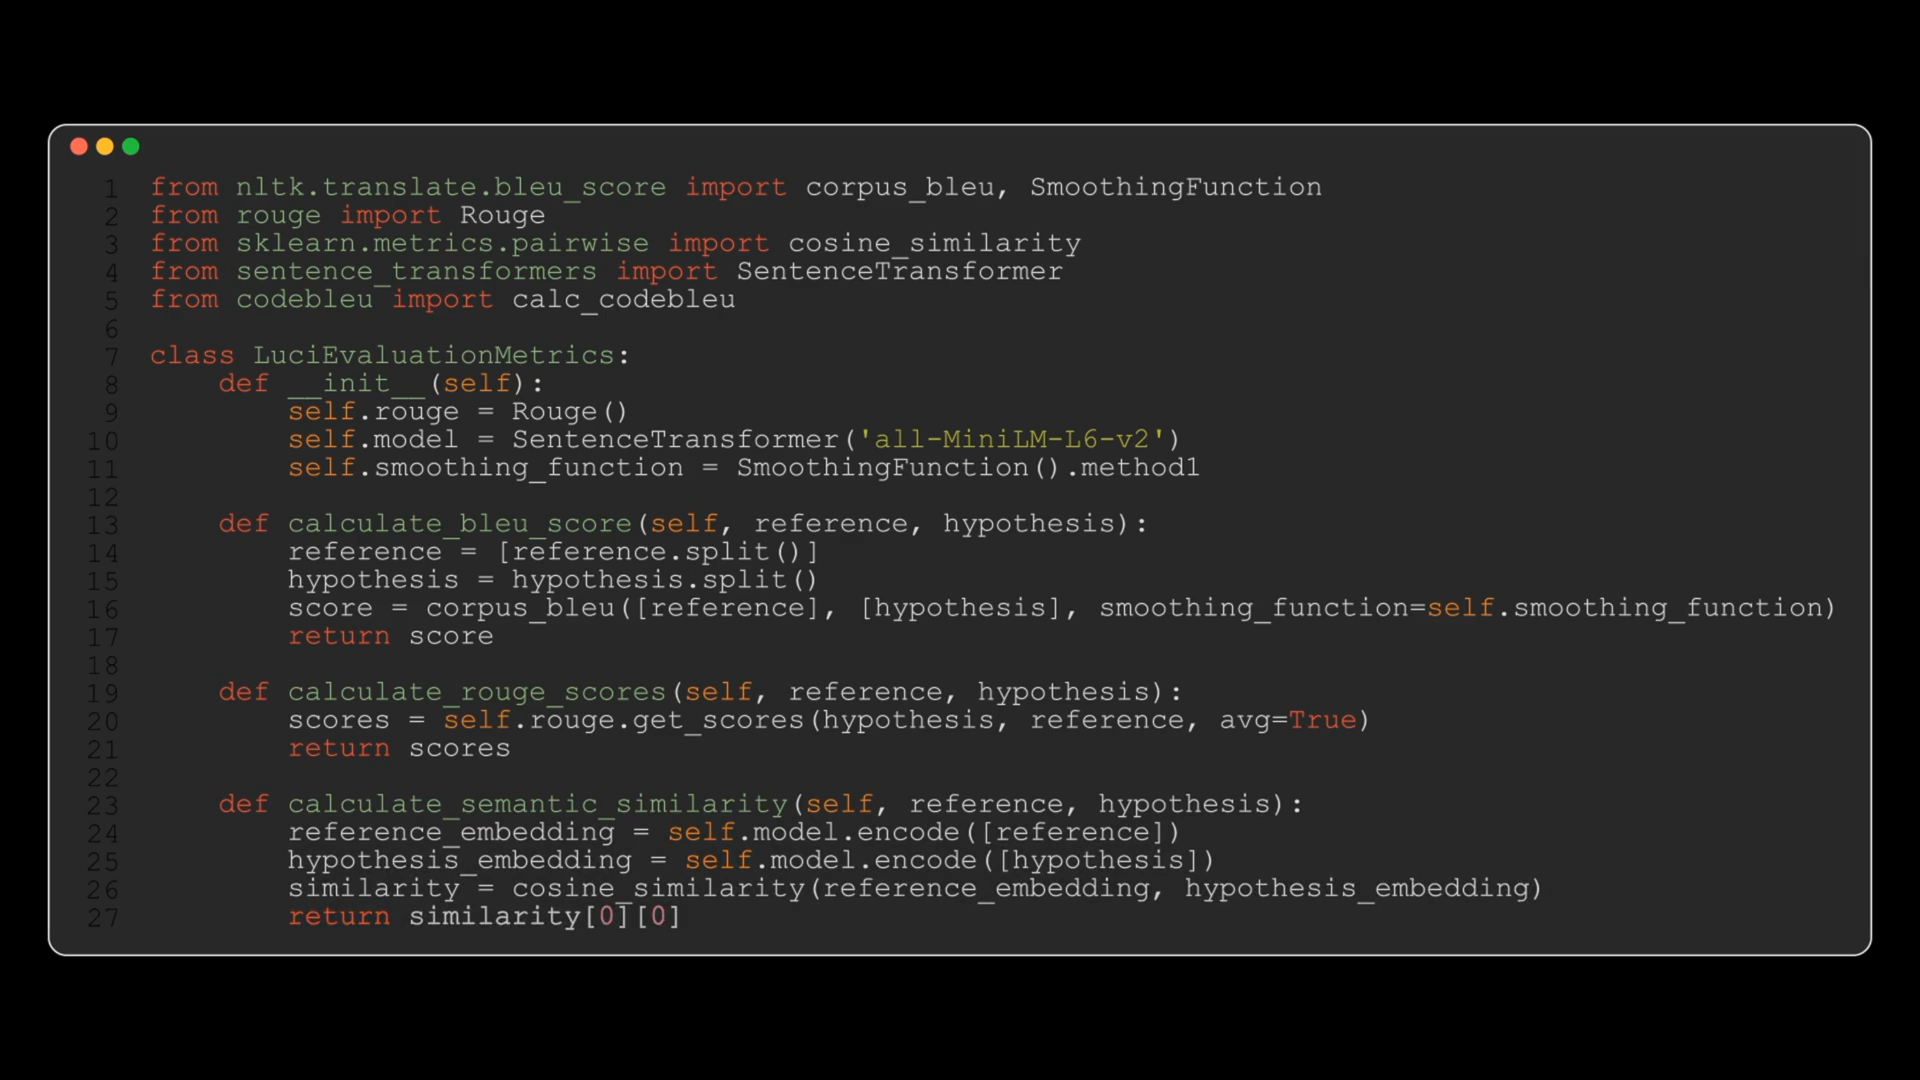 1 from nltk.translate.bleu_score import corpus_bleu, SmoothingFunction
2 from rouge import Rouge
3 from sklearn.metrics.pairwise import cosine_similarity
4 from sentence_transformers import SentenceTransformer
5 from codebleu import calc_codebleu
6
7 class LuciEvaluationMetrics:
8     def __init__(self):
9         self.rouge = Rouge()
10         self.model = SentenceTransformer('all-MiniLM-L6-v2')
11         self.smoothing_function = SmoothingFunction().method1
12
13     def calculate_bleu_score(self, reference, hypothesis):
14         reference = [reference.split()]
15         hypothesis = hypothesis.split()
16         score = corpus_bleu([reference], [hypothesis], smoothing_function=self.smoothing_function)
17         return score
18
19     def calculate_rouge_scores(self, reference, hypothesis):
20         scores = self.rouge.get_scores(hypothesis, reference, avg=True)
21         return scores
22
23     def calculate_semantic_similarity(self, reference, hypothesis):
24         reference_embedding = self.model.encode([reference])
25         hypothesis_embedding = self.model.encode([hypothesis])
26         similarity = cosine_similarity(reference_embedding, hypothesis_embedding)
27         return similarity[0][0]